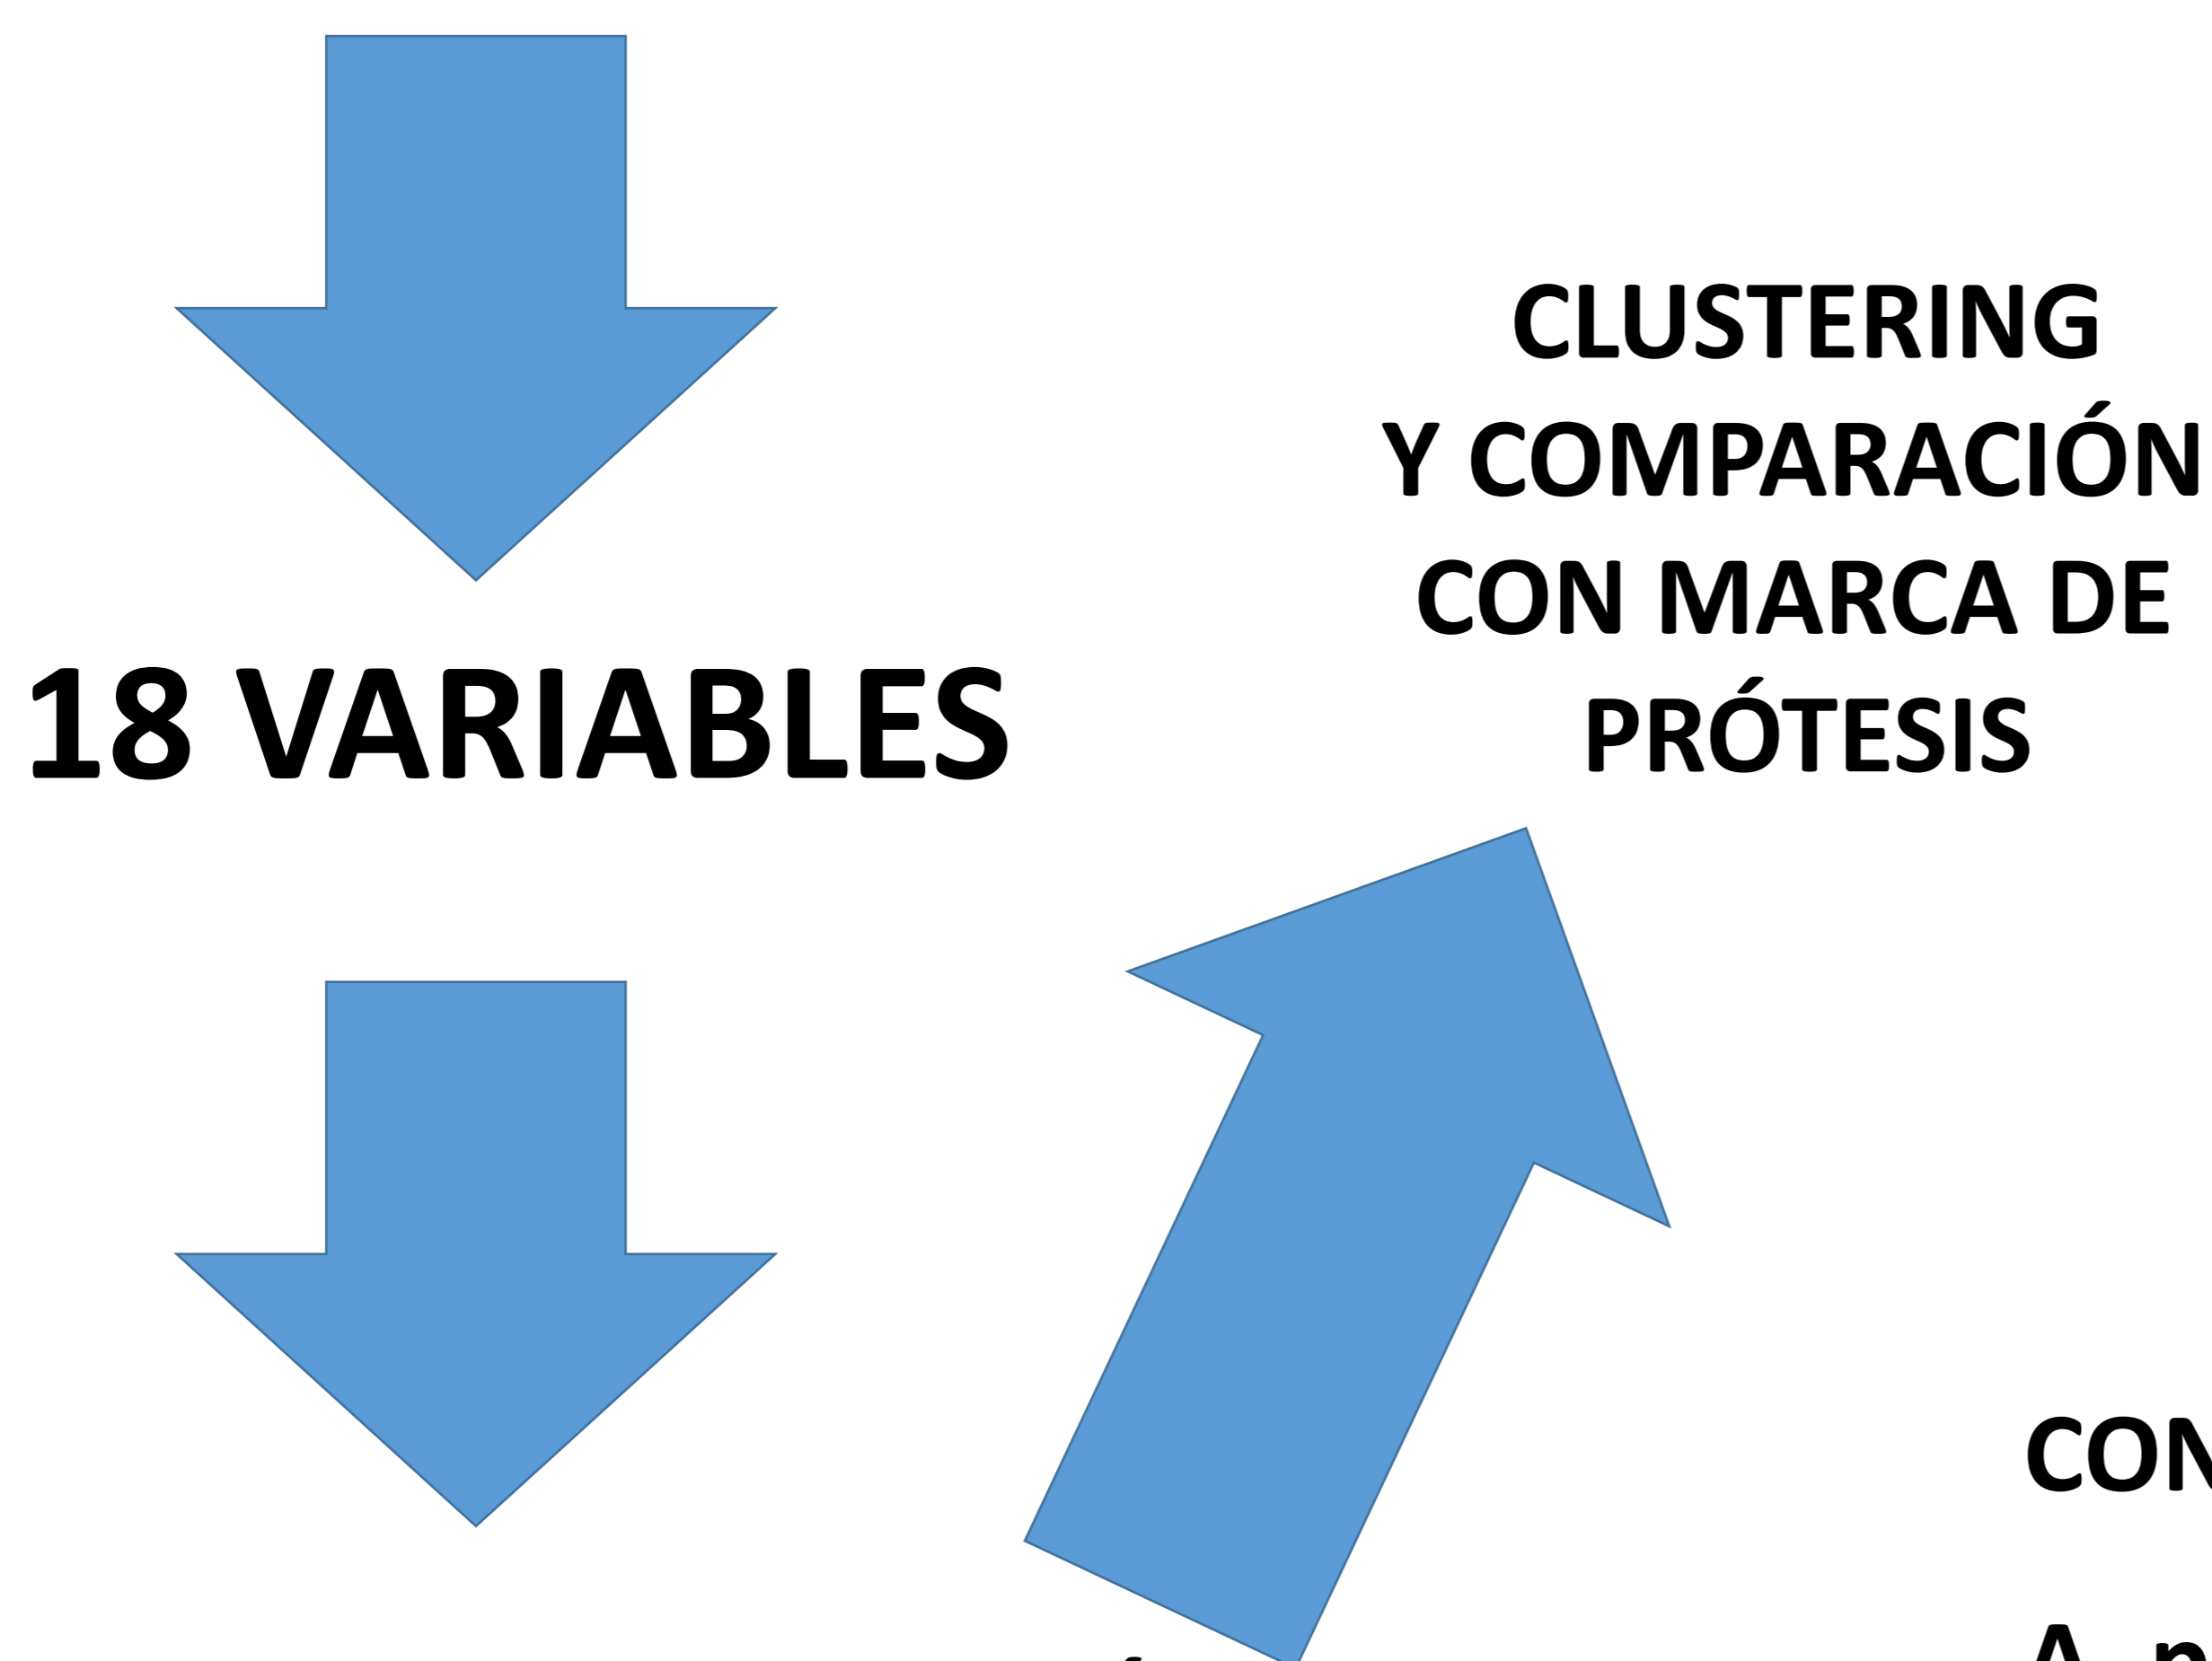 18 VARIABLES
CLUSTERING
Y COMPARACIÓN
CON MARCA DE
PRÓTESIS